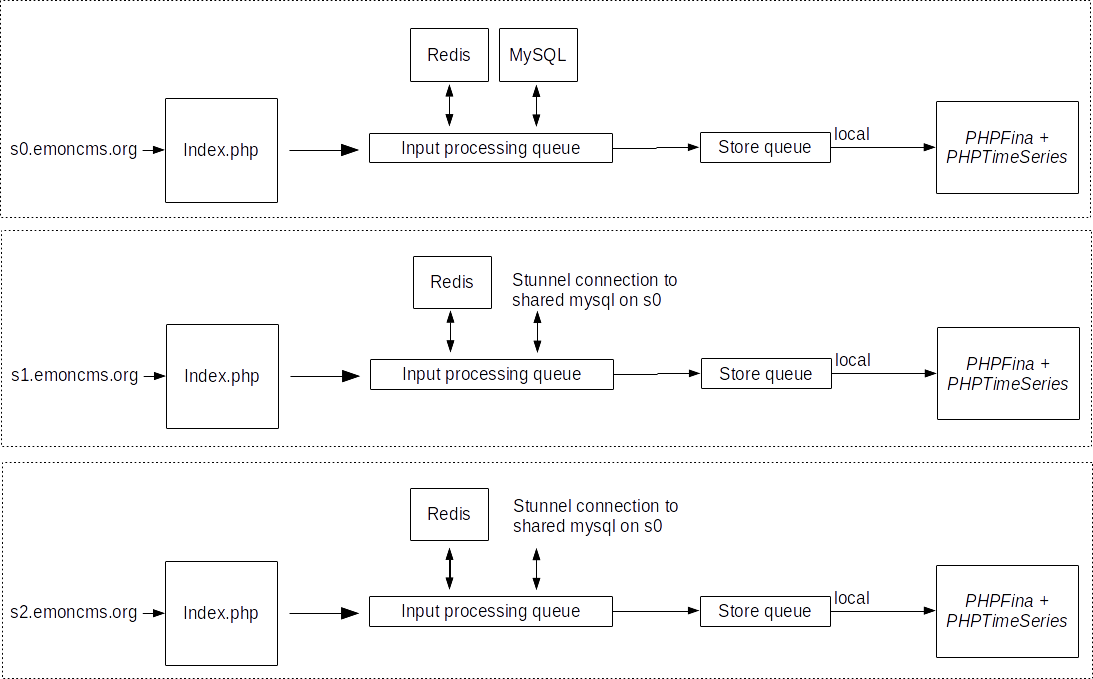 Redis
MySQL
s0.emoncms.org
Index.php
Input processing queue
Store queue
local
PHPFina +
PHPTimeSeries
Redis
Stunnel connection to
shared mysql on s0
s1.emoncms.org
Index.php
Input processing queue
Store queue
local
PHPFina +
PHPTimeSeries
Redis
Stunnel connection to
shared mysql on s0
s2.emoncms.org
Index.php
Input processing queue
Store queue
local
PHPFina +
PHPTimeSeries